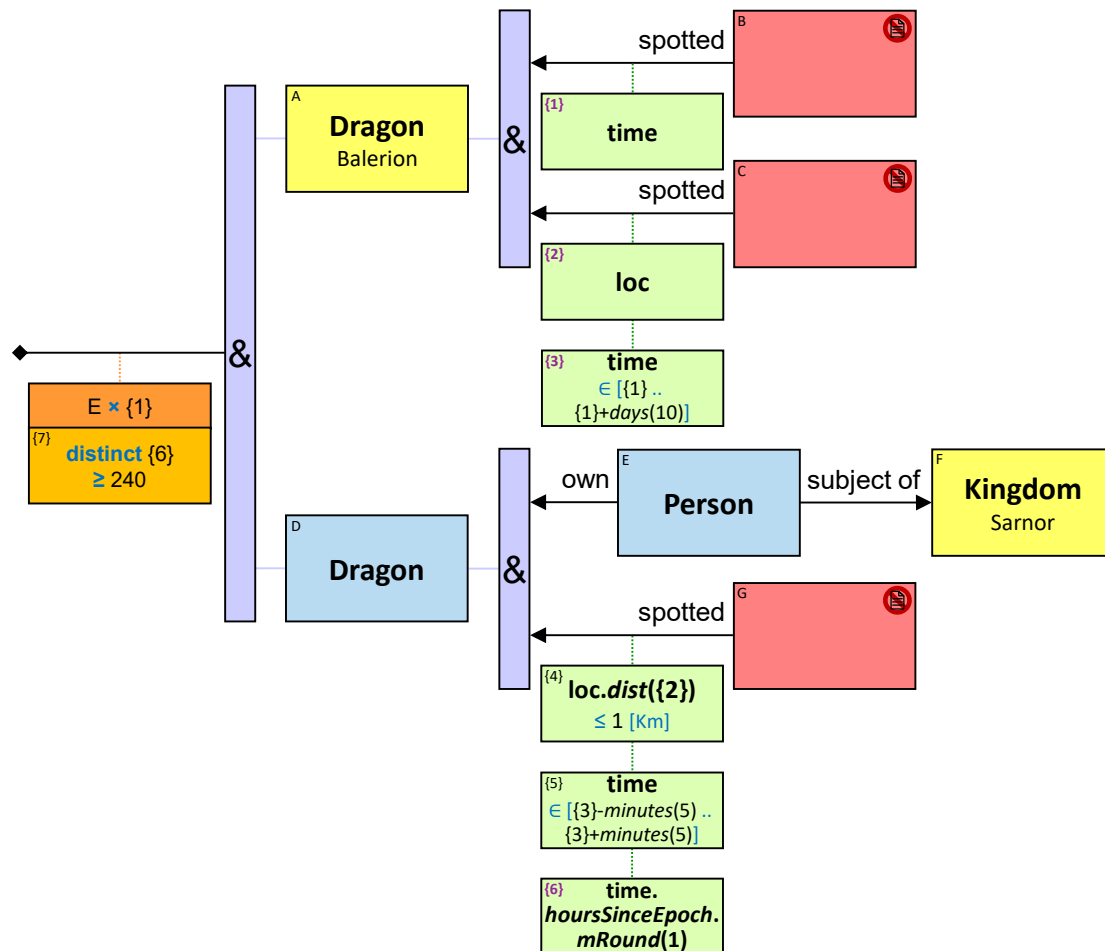 B
spotted
A
Dragon
Balerion
&
{1}
time
C
spotted
{2}
loc
{3}
time
∈ [{1} ..
{1}+days(10)]
&
E × {1}
{7}
distinct {6}
≥ 240
own
E
Person
subject of
F
Kingdom
Sarnor
D
Dragon
&
G
spotted
{4}
loc.dist({2})
≤ 1 [Km]
{5}
time
∈ [{3}-minutes(5) ..
{3}+minutes(5)]
{6}
time.
hoursSinceEpoch.
mRound(1)